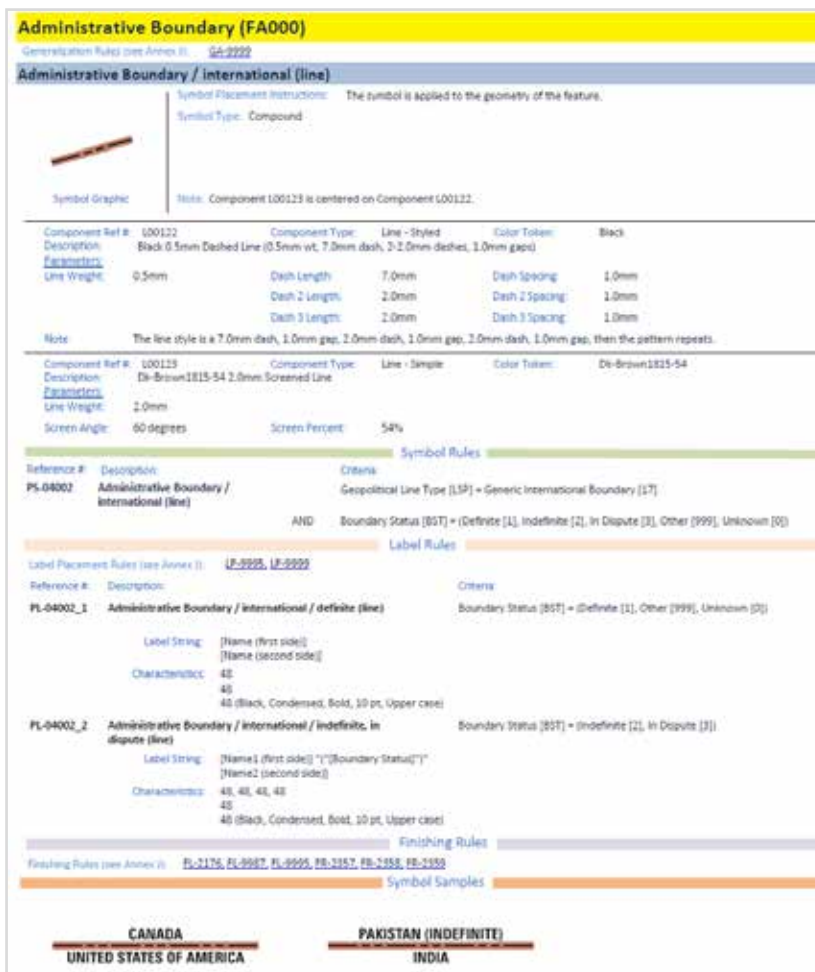 Administrative Boundary (FA000)
Generalization Rules (see Annex J): GA-9999
Administrative Boundary / international (line)
Symbol Placement Instructions: The symbol is applied to the geometry of the feature.
Symbol Type: Compound
Symbol Graphic
Note: Component L00123 is centered on Component L00122.
Component Ref #: L00122 Component Type: Line - Styled Color Token: Black
Description: Black 0.5mm Dashed Line (0.5mm wt, 7.0mm dash, 2-2.0mm dashes, 1.0mm gaps)
Parameters:
Line Weight: 0.5mm Dash Length: 7.0mm Dash Spacing: 1.0mm
Dash 2 Length: 2.0mm Dash 2 Spacing: 1.0mm
Dash 3 Length: 2.0mm Dash 3 Spacing: 1.0mm
Note The line style is a 7.0mm dash, 1.0mm gap, 2.0mm dash, 1.0mm gap, 2.0mm dash, 1.0mm gap, then the pattern repeats.
Component Ref #: L00123 Component Type: Line - Simple Color Token: Dk-Brown1815-54
Description: Dk-Brown1815-54 2.0mm Screened Line
Parameters:
Line Weight: 2.0mm
Screen Angle: 60 degrees Screen Percent: 54%
Symbol Rules
Reference #: Description: Criteria:
PS-04002 Administrative Boundary / Geopolitical Line Type [LSP] = Generic International Boundary [17]
international (line)
AND Boundary Status [BST] = (Definite [1], Indefinite [2], In Dispute [3], Other [999], Unknown [0])
Label Rules
Label Placement Rules (see Annex J): LP-9995, LP-9999
Reference #: Description: Criteria:
PL-04002_1 Administrative Boundary / international / definite (line) Boundary Status [BST] = (Definite [1], Other [999], Unknown [0])
Label String: [Name (first side)]
[Name (second side)]
Characteristics: 48
48
48 (Black, Condensed, Bold, 10 pt, Upper case)
PL-04002_2 Administrative Boundary / international / indefinite, in Boundary Status [BST] = (Indefinite [2], In Dispute [3])
dispute (line)
Label String: [Name1 (first side)] "("[Boundary Status]")"
[Name2 (second side)]
Characteristics: 48, 48, 48, 48
48
48 (Black, Condensed, Bold, 10 pt, Upper case)
Finishing Rules
Finishing Rules (see Annex J): FL-2176, FL-9987, FL-9995, FR-2357, FR-2358, FR-2359
Symbol Samples
CANADA PAKISTAN (INDEFINITE)
UNITED STATES OF AMERICA INDIA